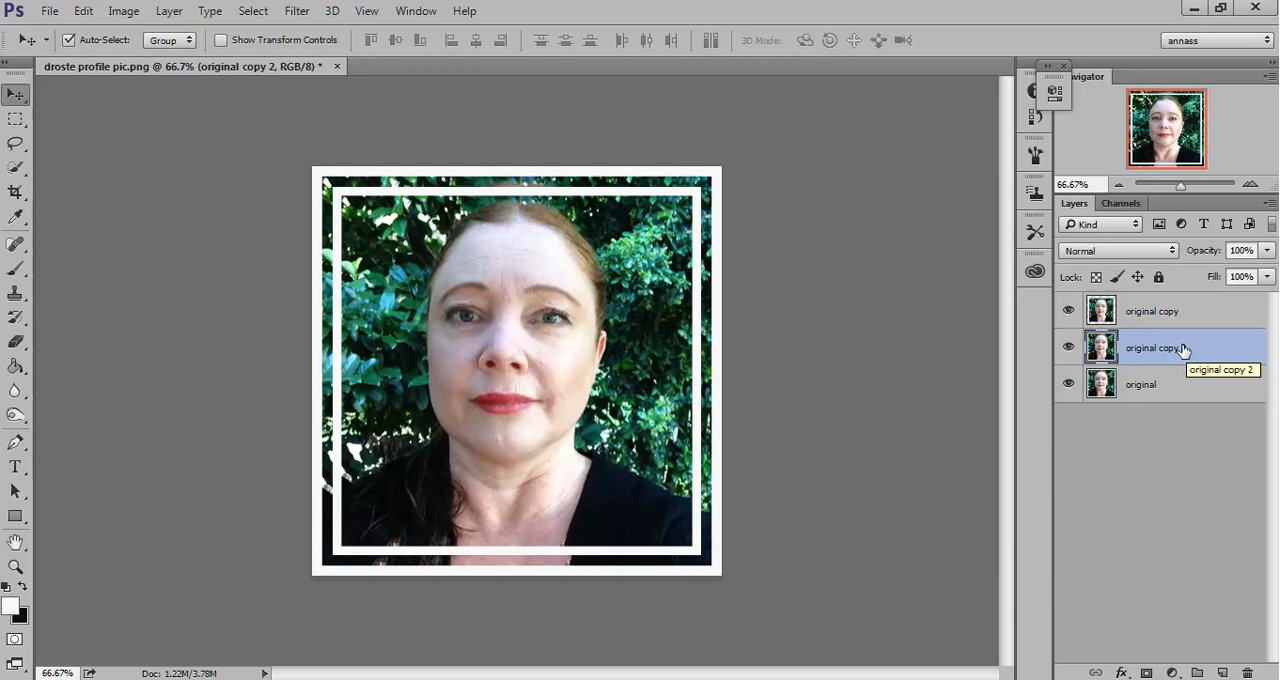 Ps File Edit Image Layer Type Select Filter 3D View Window Help
Auto-Select: Group Show Transform Controls 3D Mode: annass
droste profile pic.png @ 66.7% (original copy 2, RGB/8) * ×
Navigator
66.67%
Layers Channels
Kind
Normal Opacity: 100%
Lock: Fill: 100%
original copy
original copy
original copy 2
original
66.67% Doc: 1.22M/3.78M